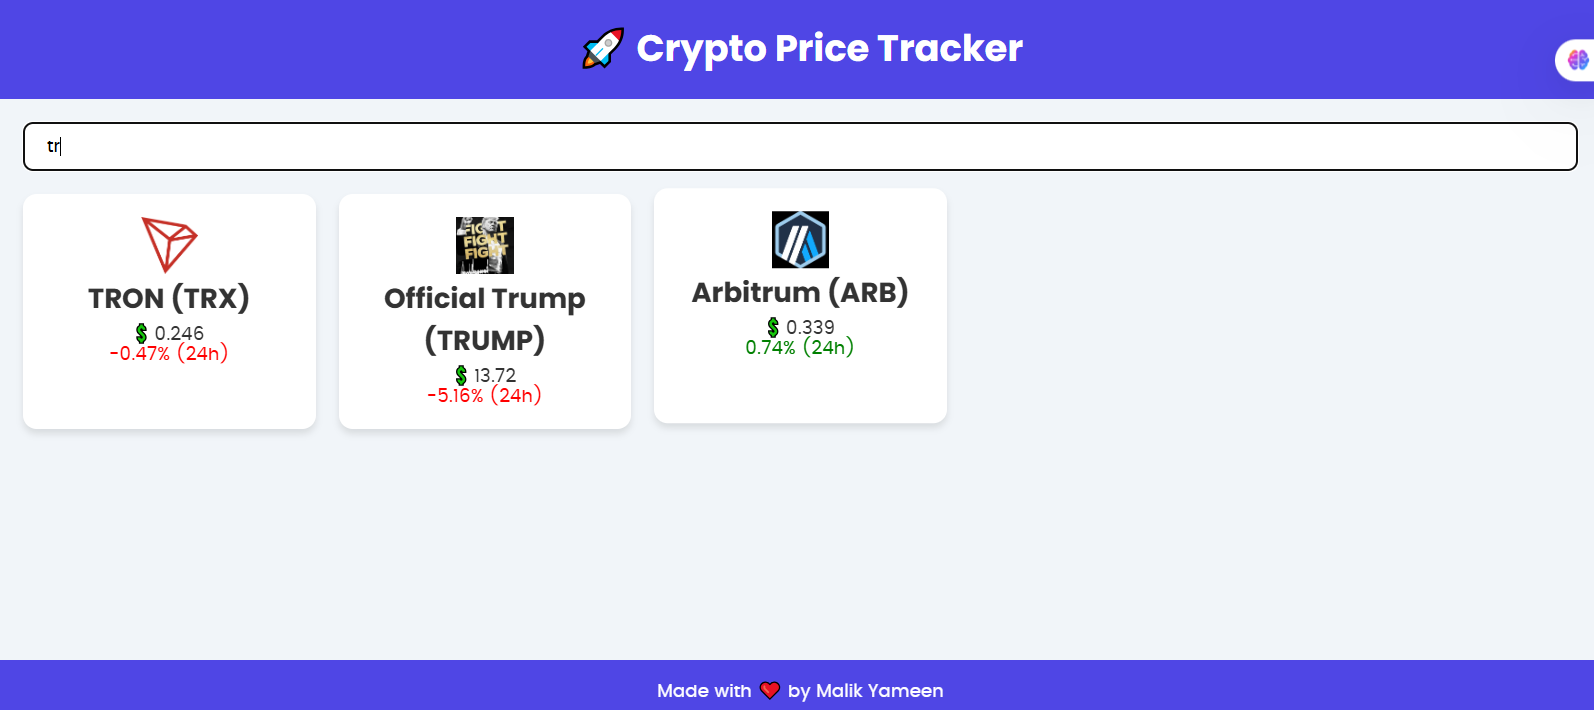 🚀 Crypto Price Tracker
tr
TRON (TRX)
💲 0.246
-0.47% (24h)
FIGHT
FIGHT
FIGHT
Official Trump
(TRUMP)
💲 13.72
-5.16% (24h)
Arbitrum (ARB)
💲 0.339
0.74% (24h)
Made with ❤️ by Malik Yameen